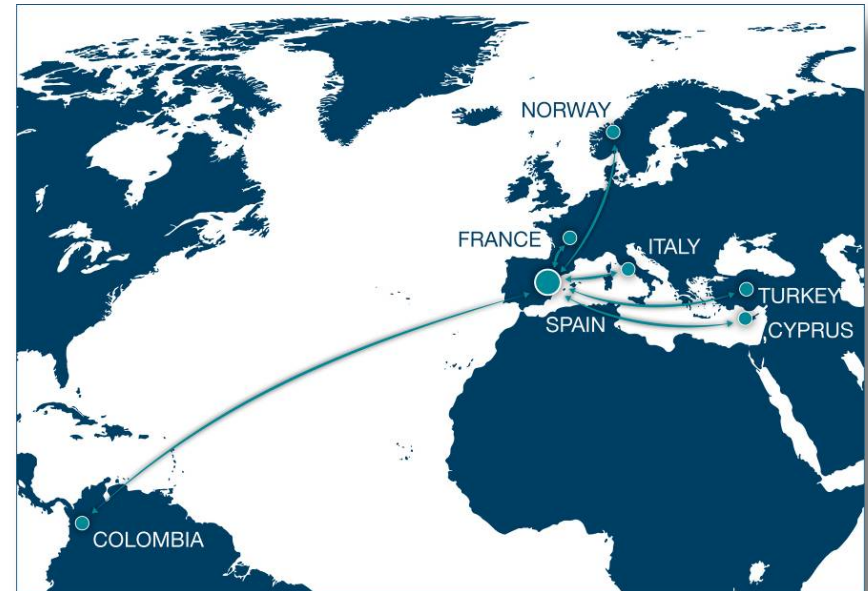 NORWAY
FRANCE
ITALY
TURKEY
SPAIN
CYPRUS
COLOMBIA